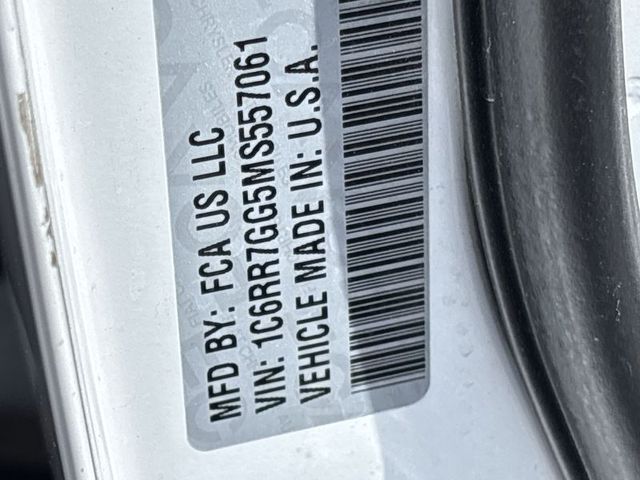 MFD BY: FCA US LLC
VIN: 1C6RR7GG5MS557061
VEHICLE MADE IN: U.S.A.